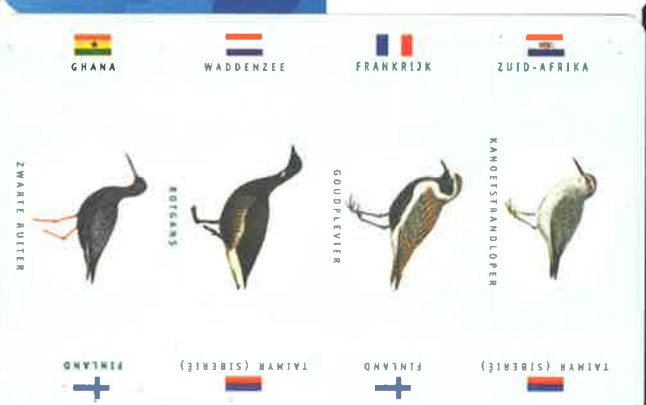 GHANA
WADDENZEE
FRANKRIJK
ZUID-AFRIKA
ZWARTE RUITER
ROTGANS
GOUDPLEVIER
KANOETSTRANDLOPER
FINLAND
TAIMYR (SIBERIË)
FINLAND
TAIMYR (SIBERIË)